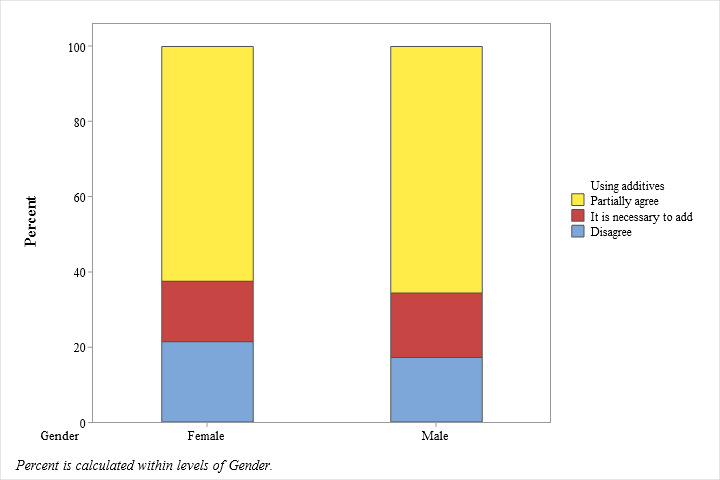 100
80
60
40
20
0
Percent
Gender
Female
Male
Using additives
Partially agree
It is necessary to add
Disagree
Percent is calculated within levels of Gender.